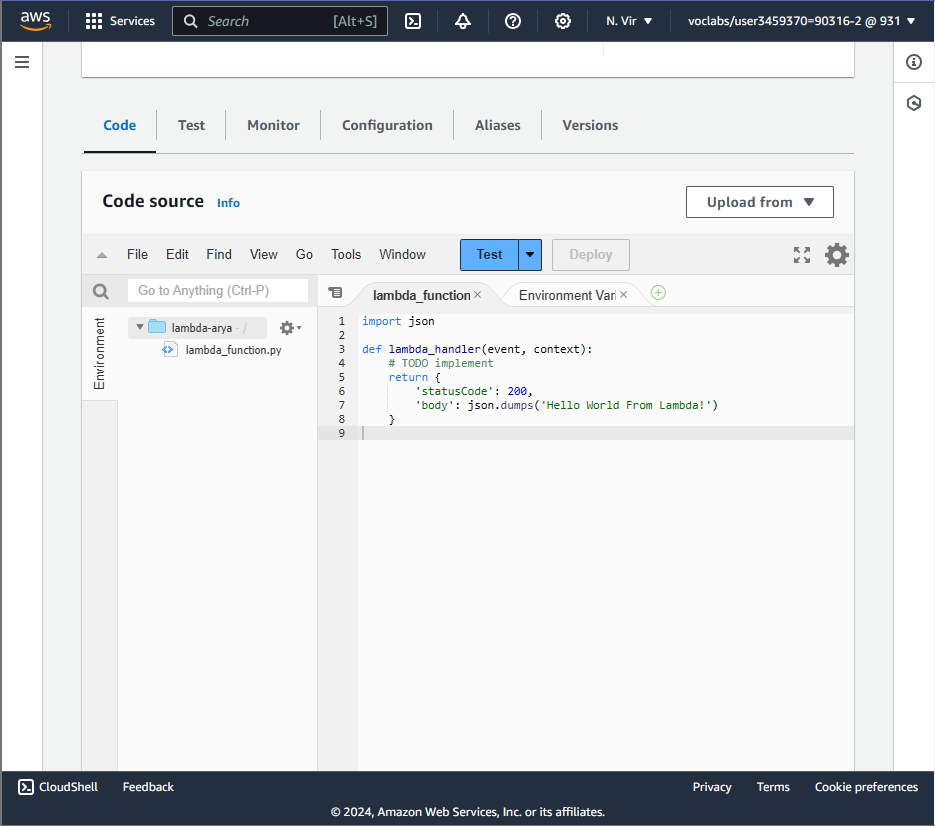 aws Services Search [Alt+S] N. Vir voclabs/user3459370=90316-2 @ 931
Code Test Monitor Configuration Aliases Versions
Code source Info Upload from
File Edit Find View Go Tools Window Test Deploy
Go to Anything (Ctrl-P) lambda_function Environment Vari
Environment
lambda-arya - /
lambda_function.py
1 import json
2
3 def lambda_handler(event, context):
4 # TODO implement
5 return {
6 'statusCode': 200,
7 'body': json.dumps('Hello World From Lambda!')
8 }
9
CloudShell Feedback Privacy Terms Cookie preferences
© 2024, Amazon Web Services, Inc. or its affiliates.